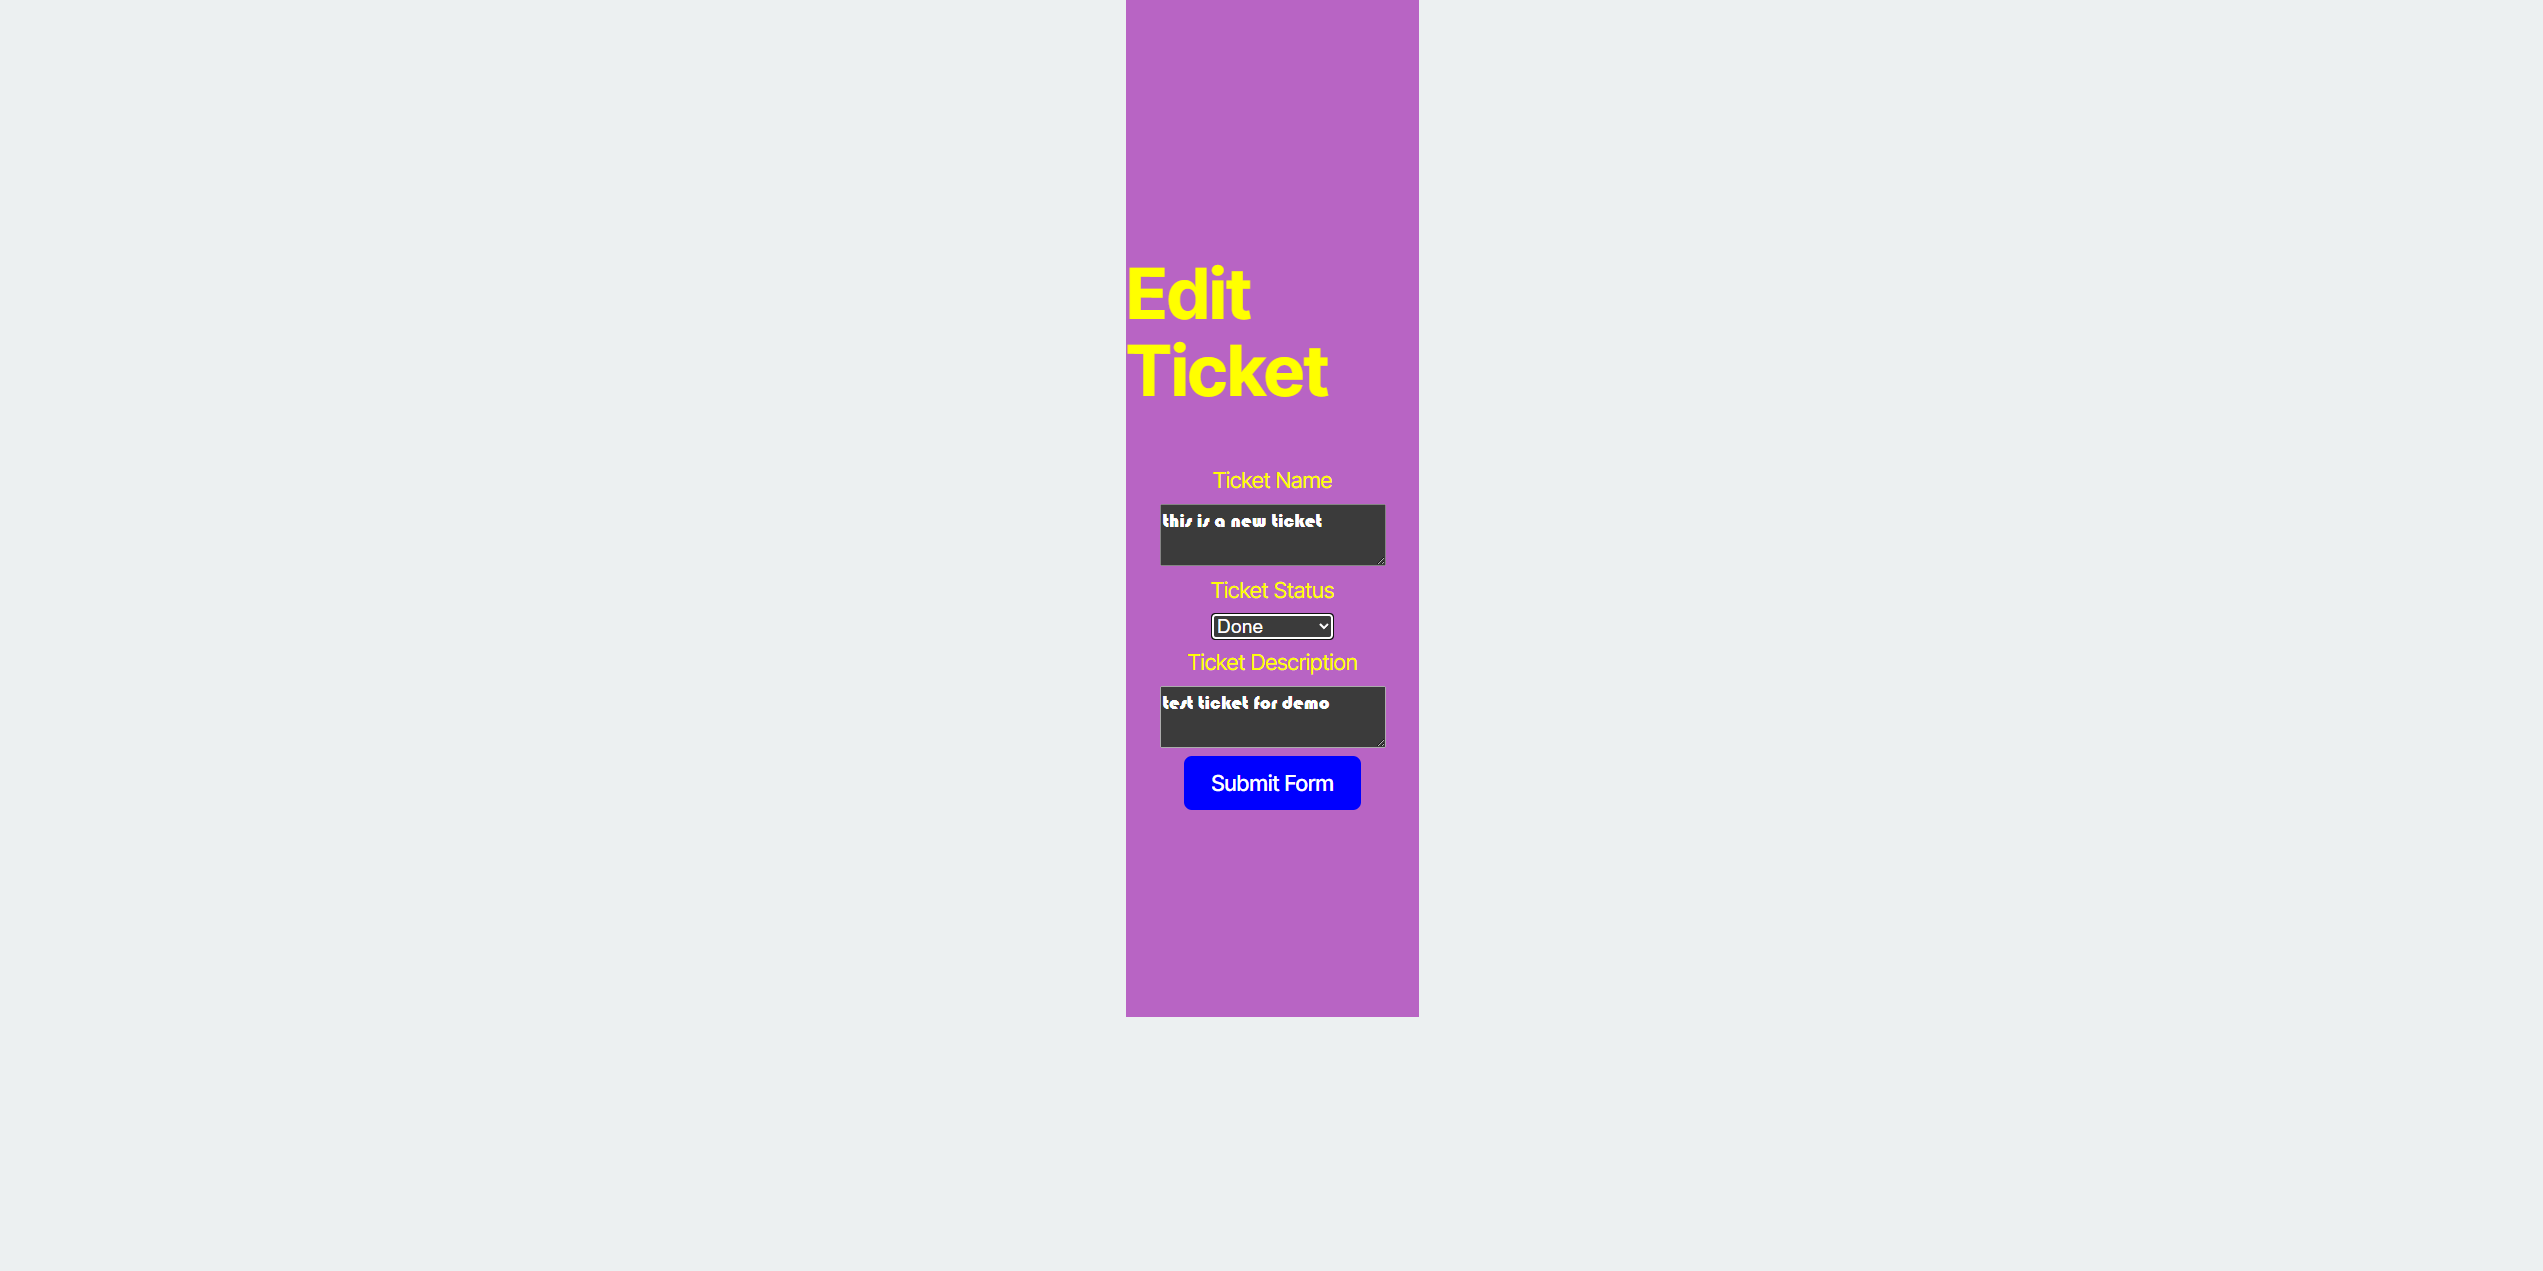 Edit
Ticket
Ticket Name
this is a new ticket
Ticket Status
Done
Ticket Description
test ticket for demo
Submit Form